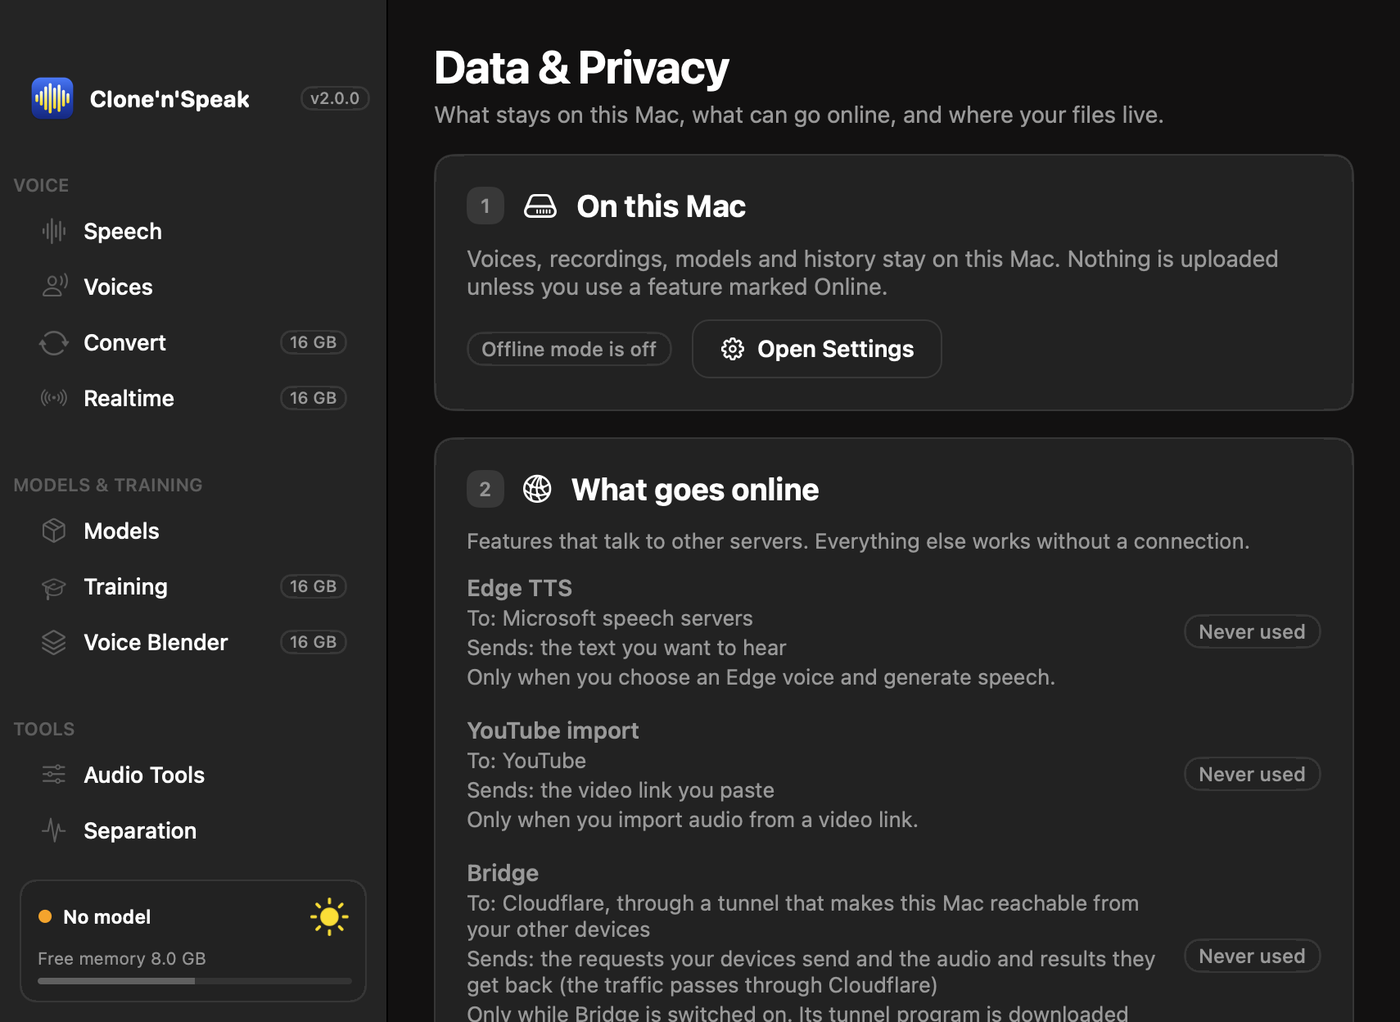 Clone'n'Speak
v2.0.0
VOICE
Speech
Voices
Convert
16 GB
Realtime
16 GB
MODELS & TRAINING
Models
Training
16 GB
Voice Blender
16 GB
TOOLS
Audio Tools
Separation
No model
Free memory 8.0 GB
Data & Privacy
What stays on this Mac, what can go online, and where your files live.
1
On this Mac
Voices, recordings, models and history stay on this Mac. Nothing is uploaded
unless you use a feature marked Online.
Offline mode is off
Open Settings
2
What goes online
Features that talk to other servers. Everything else works without a connection.
Edge TTS
To: Microsoft speech servers
Sends: the text you want to hear
Only when you choose an Edge voice and generate speech.
Never used
YouTube import
To: YouTube
Sends: the video link you paste
Only when you import audio from a video link.
Never used
Bridge
To: Cloudflare, through a tunnel that makes this Mac reachable from
your other devices
Sends: the requests your devices send and the audio and results they
get back (the traffic passes through Cloudflare)
Only while Bridge is switched on. Its tunnel program is downloaded
Never used